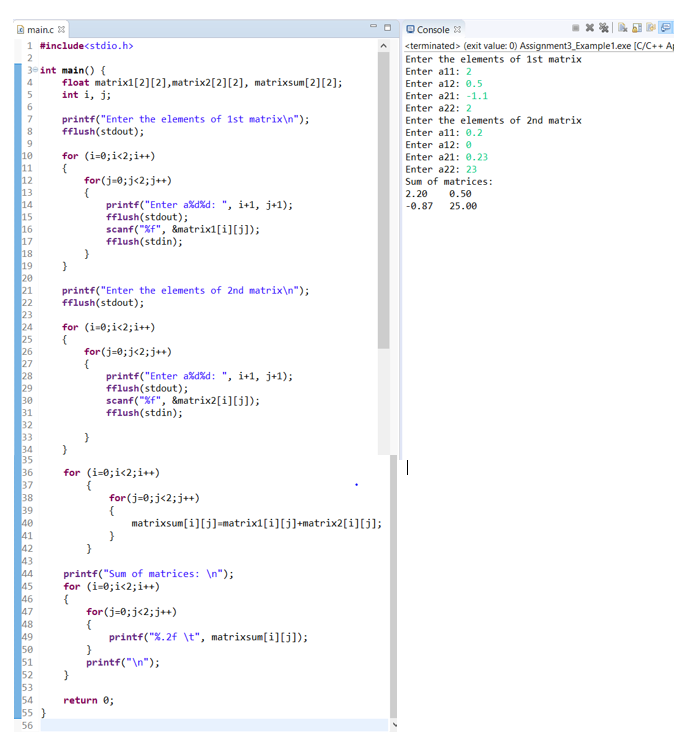 main.c
1 #include<stdio.h>
2
3 int main() {
4 float matrix1[2][2],matrix2[2][2], matrixsum[2][2];
5 int i, j;
6
7 printf("Enter the elements of 1st matrix\n");
8 fflush(stdout);
9
10 for (i=0;i<2;i++)
11 {
12 for(j=0;j<2;j++)
13 {
14 printf("Enter a%d%d: ", i+1, j+1);
15 fflush(stdout);
16 scanf("%f", &matrix1[i][j]);
17 fflush(stdin);
18 }
19 }
20
21 printf("Enter the elements of 2nd matrix\n");
22 fflush(stdout);
23
24 for (i=0;i<2;i++)
25 {
26 for(j=0;j<2;j++)
27 {
28 printf("Enter a%d%d: ", i+1, j+1);
29 fflush(stdout);
30 scanf("%f", &matrix2[i][j]);
31 fflush(stdin);
32
33 }
34 }
35
36 for (i=0;i<2;i++)
37 {
38 for(j=0;j<2;j++)
39 {
40 matrixsum[i][j]=matrix1[i][j]+matrix2[i][j];
41 }
42 }
43
44 printf("Sum of matrices: \n");
45 for (i=0;i<2;i++)
46 {
47 for(j=0;j<2;j++)
48 {
49 printf("%.2f \t", matrixsum[i][j]);
50 }
51 printf("\n");
52 }
53
54 return 0;
55 }
56
Console
<terminated> (exit value: 0) Assignment3_Example1.exe [C/C++ Ap
Enter the elements of 1st matrix
Enter a11: 2
Enter a12: 0.5
Enter a21: -1.1
Enter a22: 2
Enter the elements of 2nd matrix
Enter a11: 0.2
Enter a12: 0
Enter a21: 0.23
Enter a22: 23
Sum of matrices:
2.20 0.50
-0.87 25.00